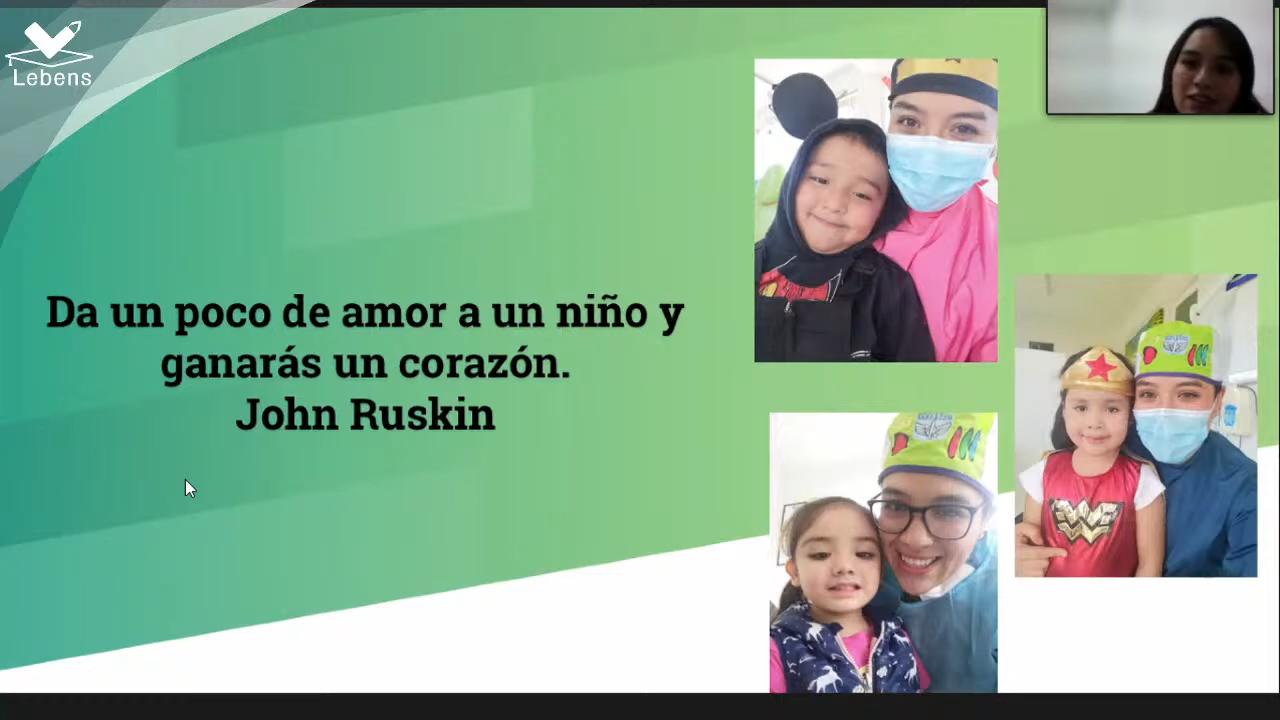 Lebens
Da un poco de amor a un niño y
ganarás un corazón.
John Ruskin